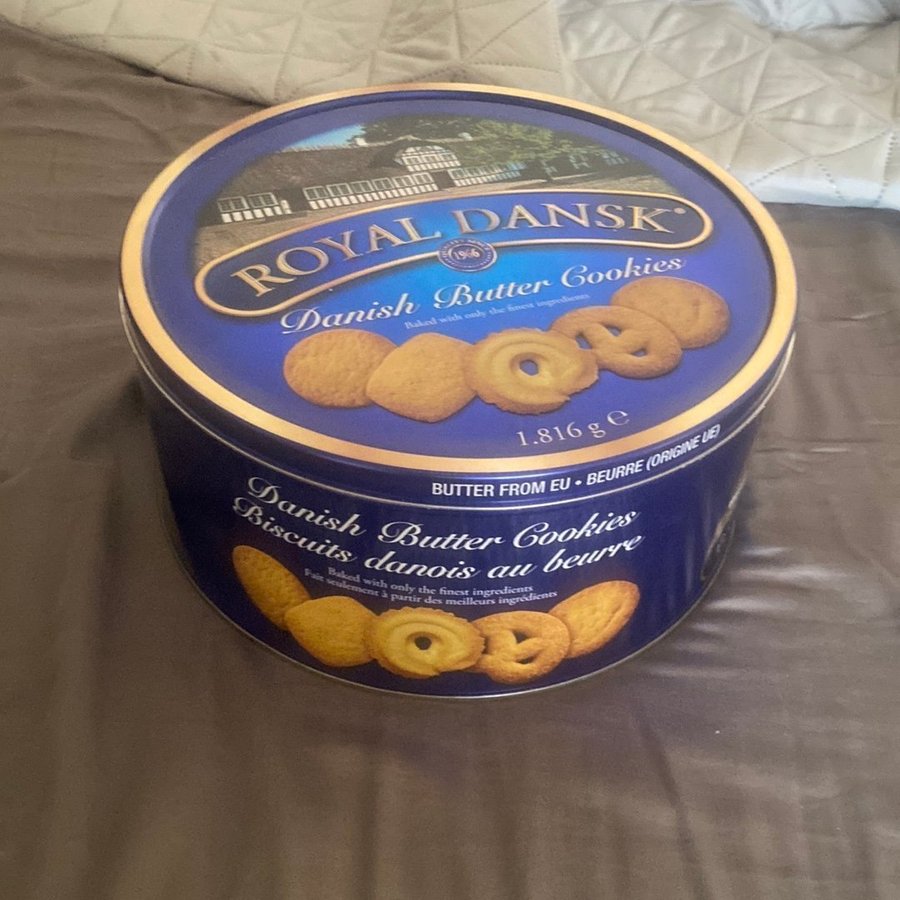 ROYAL DANSK®
1966
Danish Butter Cookies
Baked with only the finest ingredients
1.816 g ℮
BUTTER FROM EU • BEURRE (ORIGINE UE)
Danish Butter Cookies
Biscuits danois au beurre
Baked with only the finest ingredients
Fait seulement à partir des meilleurs ingrédients